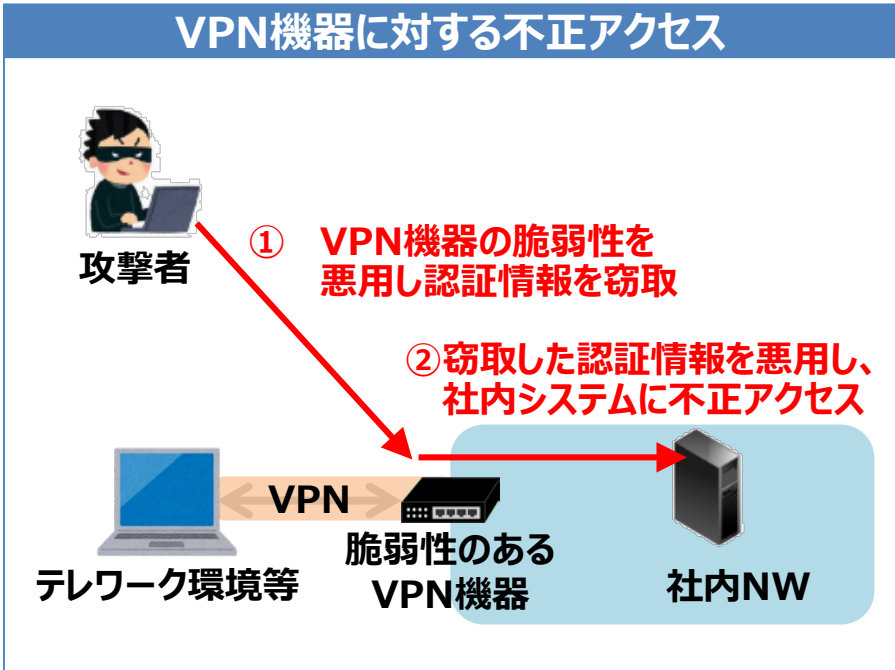 VPN機器に対する不正アクセス
攻撃者
① VPN機器の脆弱性を
悪用し認証情報を窃取
②窃取した認証情報を悪用し、
社内システムに不正アクセス
VPN
テレワーク環境等
脆弱性のある
VPN機器
社内NW